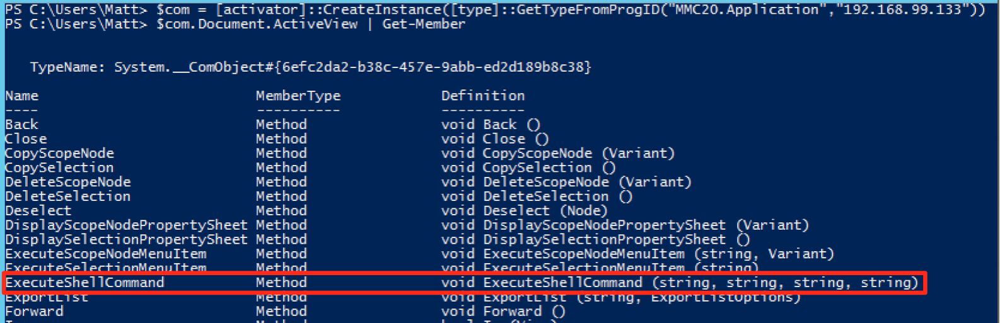 PS C:\Users\Matt> $com = [activator]::CreateInstance([type]::GetTypeFromProgID("MMC20.Application","192.168.99.133"))
PS C:\Users\Matt> $com.Document.ActiveView | Get-Member
TypeName: System.__ComObject#{6efc2da2-b38c-457e-9abb-ed2d189b8c38}
Name MemberType Definition
---- ---------- ----------
Back Method void Back ()
Close Method void Close ()
CopyScopeNode Method void CopyScopeNode (Variant)
CopySelection Method void CopySelection ()
DeleteScopeNode Method void DeleteScopeNode (Variant)
DeleteSelection Method void DeleteSelection ()
Deselect Method void Deselect (Node)
DisplayScopeNodePropertySheet Method void DisplayScopeNodePropertySheet (Variant)
DisplaySelectionPropertySheet Method void DisplaySelectionPropertySheet ()
ExecuteScopeNodeMenuItem Method void ExecuteScopeNodeMenuItem (string, Variant)
ExecuteSelectionMenuItem Method void ExecuteSelectionMenuItem (string)
ExecuteShellCommand Method void ExecuteShellCommand (string, string, string, string)
ExportList Method void ExportList (string, ExportListOptions)
Forward Method void Forward ()